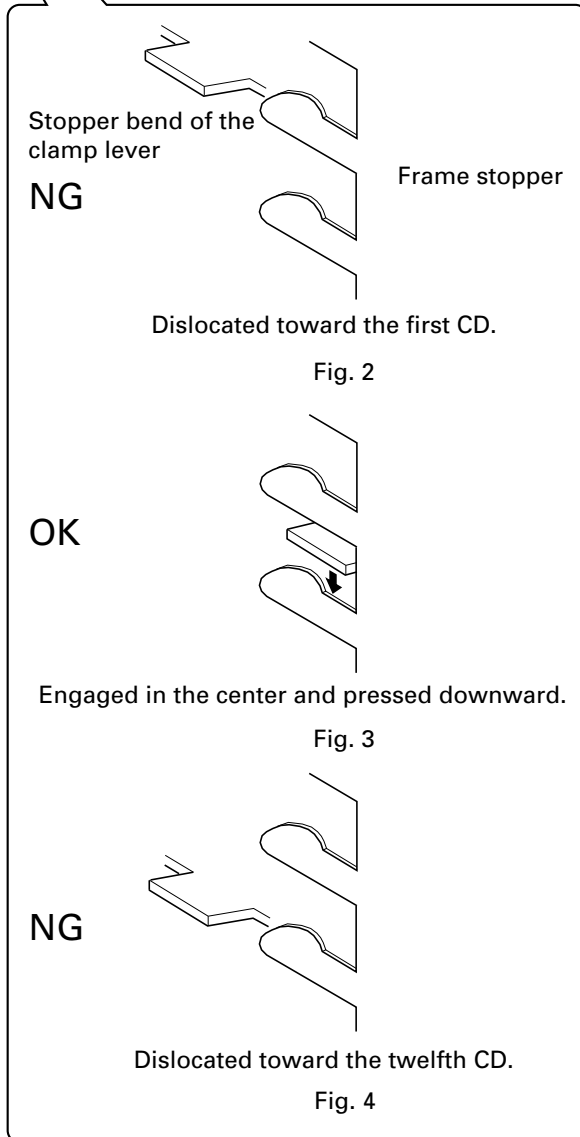 Stopper bend of the
clamp lever
NG
Frame stopper
Dislocated toward the first CD.
Fig. 2
OK
Engaged in the center and pressed downward.
Fig. 3
NG
Dislocated toward the twelfth CD.
Fig. 4